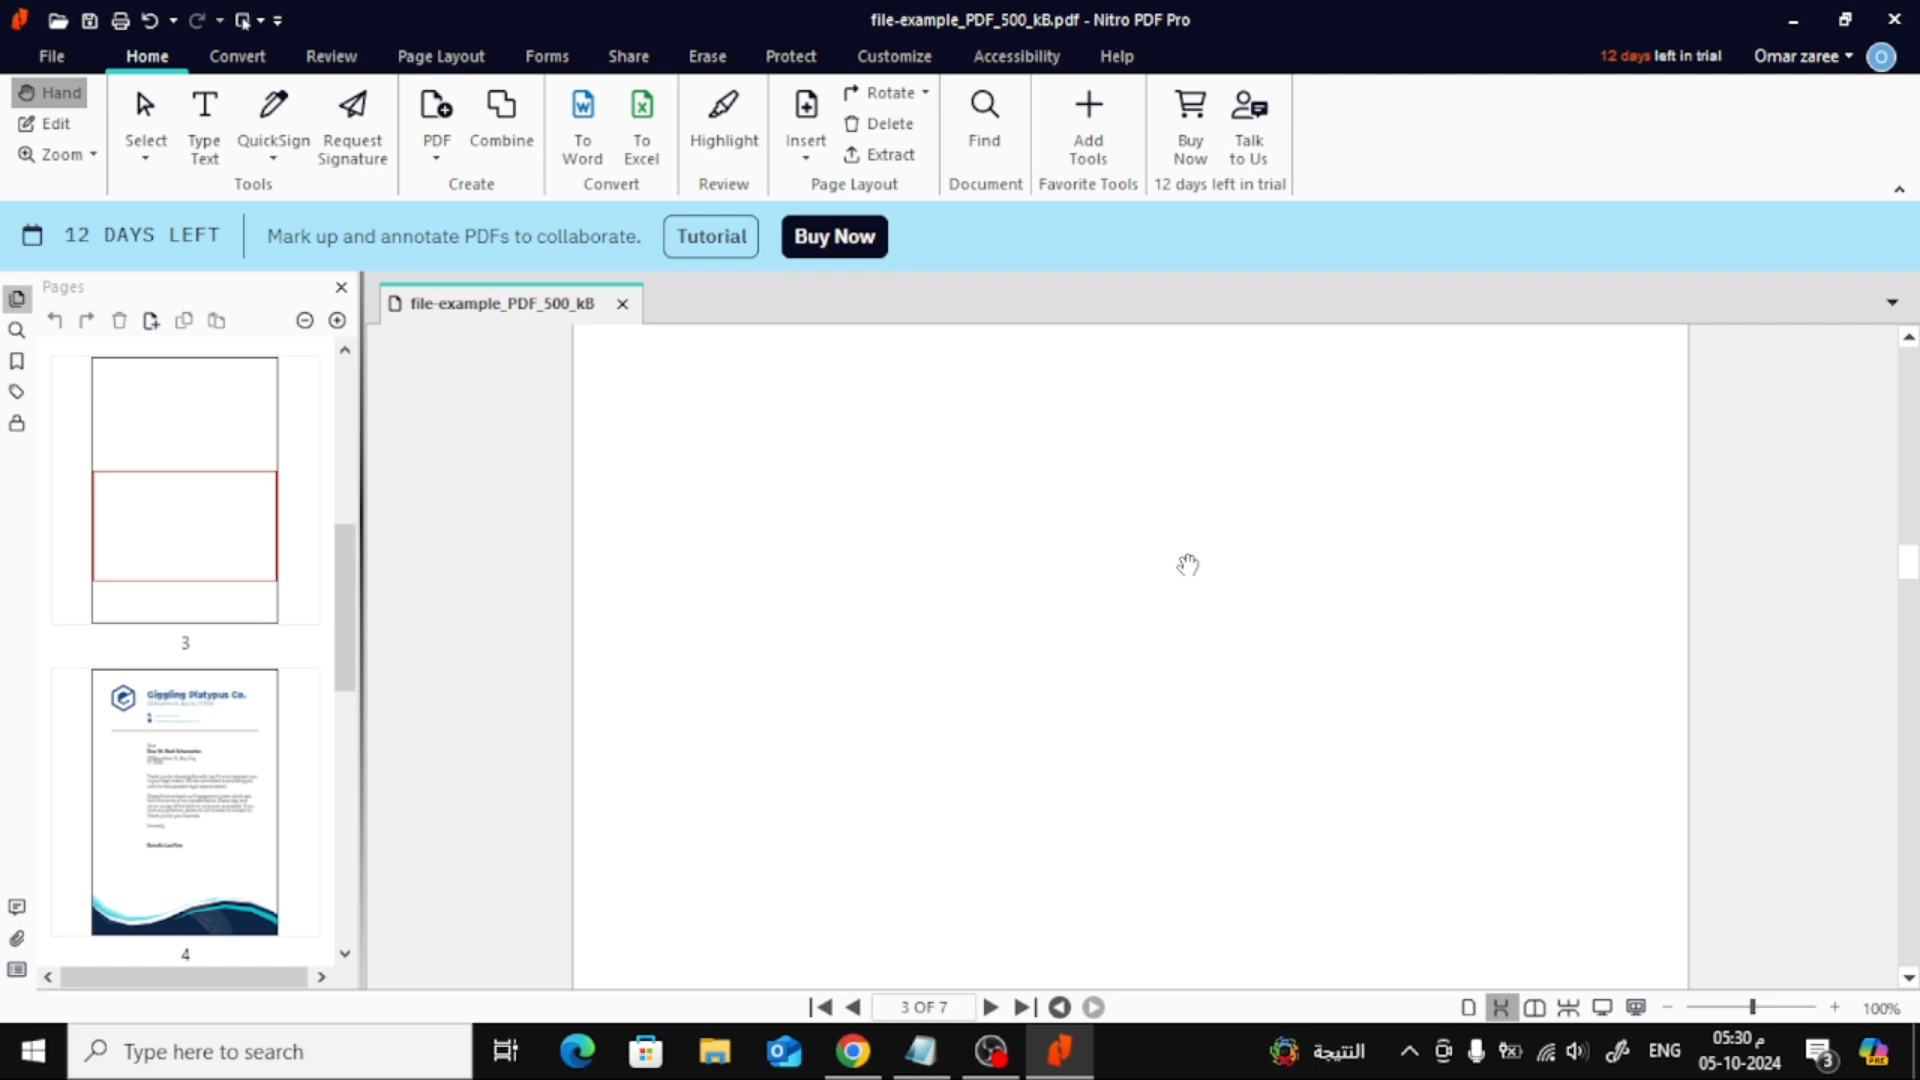 file-example_PDF_500_kB.pdf - Nitro PDF Pro
File Home Convert Review Page Layout Forms Share Erase Protect Customize Accessibility Help
12 days left in trial Omar zaree O
Hand
Edit
Zoom
Select
Type Text
QuickSign
Request Signature
Tools
PDF
Combine
Create
To Word
To Excel
Convert
Highlight
Review
Insert
Rotate
Delete
Extract
Page Layout
Find
Document
Add Tools
Favorite Tools
Buy Now
Talk to Us
12 days left in trial
12 DAYS LEFT Mark up and annotate PDFs to collaborate. Tutorial Buy Now
Pages
file-example_PDF_500_kB
3
Giggling Platypus Co.
4
3 OF 7
100%
Type here to search
النتيجة
ENG
05:30 م
05-10-2024
3
PRE